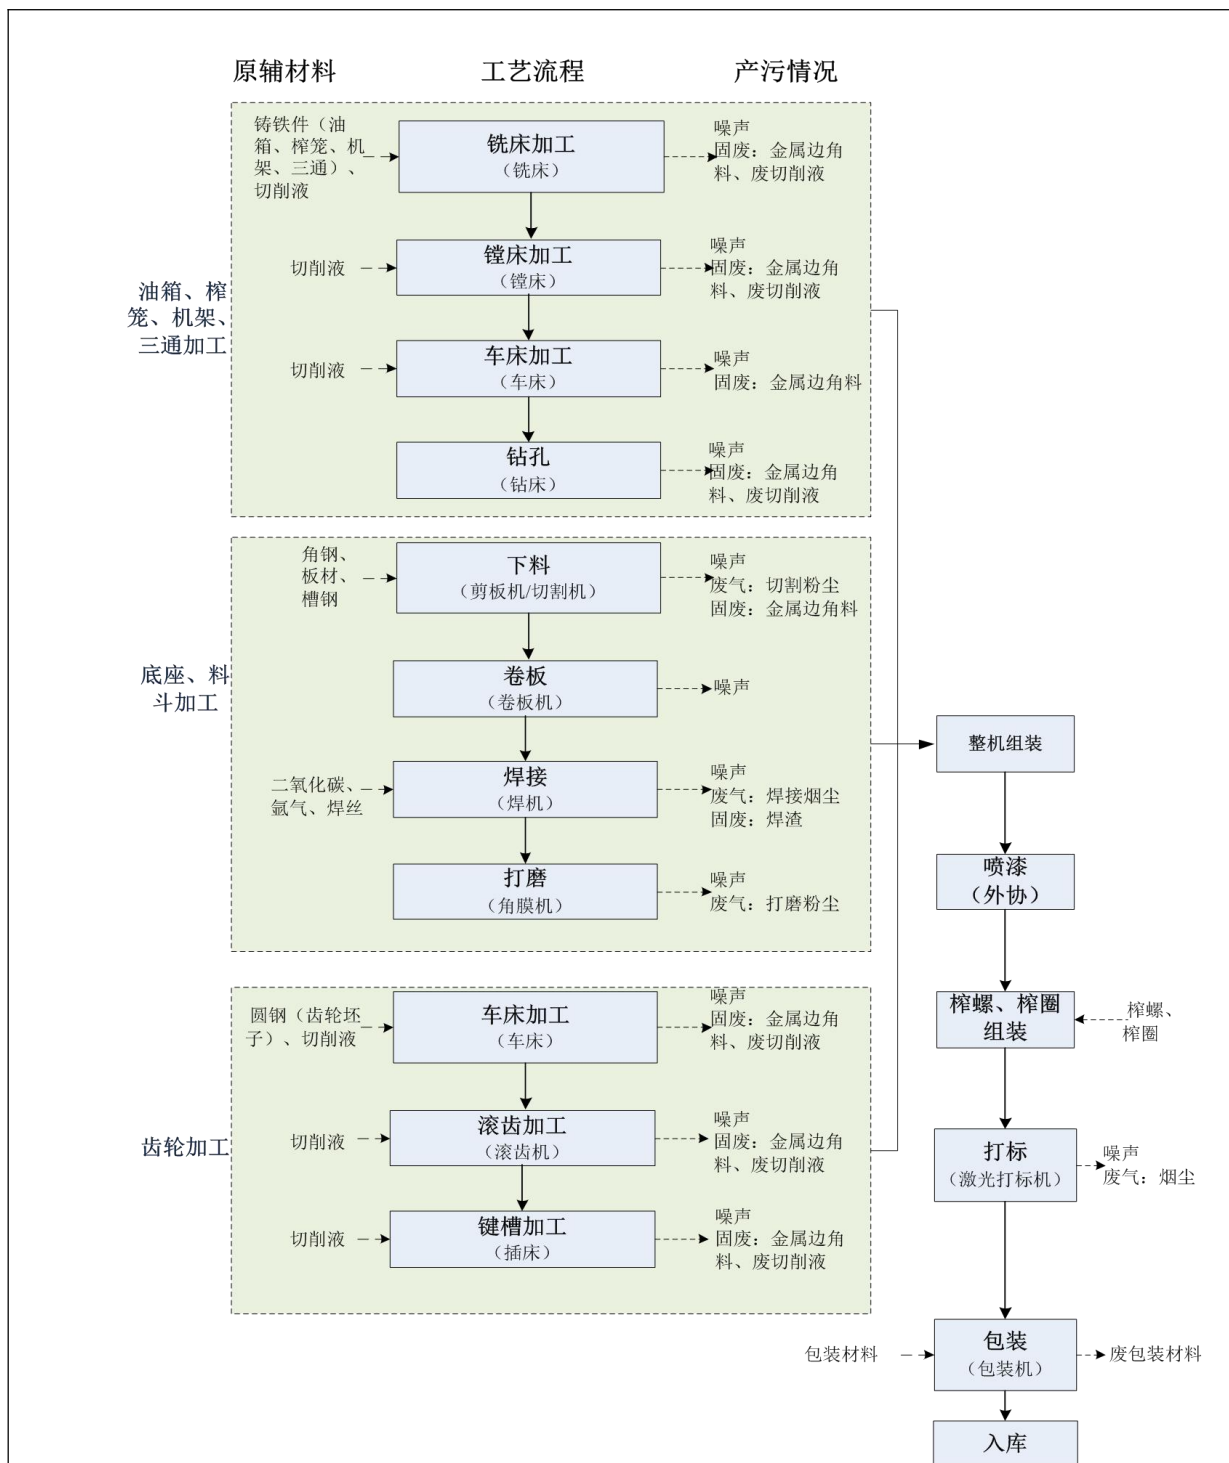 原辅材料
工艺流程
产污情况
油箱、榨
笼、机架、
三通加工
铸铁件（油
箱、榨笼、机
架、三通）、
切削液
铣床加工
（铣床）
噪声
固废：金属边角
料、废切削液
切削液
镗床加工
（镗床）
噪声
固废：金属边角
料、废切削液
切削液
车床加工
（车床）
噪声
固废：金属边角料
钻孔
（钻床）
噪声
固废：金属边角
料、废切削液
底座、料
斗加工
角钢、
板材、
槽钢
下料
（剪板机/切割机）
噪声
废气：切割粉尘
固废：金属边角料
卷板
（卷板机）
噪声
二氧化碳、
氩气、焊丝
焊接
（焊机）
噪声
废气：焊接烟尘
固废：焊渣
打磨
（角膜机）
噪声
废气：打磨粉尘
齿轮加工
圆钢（齿轮坯
子）、切削液
车床加工
（车床）
噪声
固废：金属边角
料、废切削液
切削液
滚齿加工
（滚齿机）
噪声
固废：金属边角
料、废切削液
切削液
键槽加工
（插床）
噪声
固废：金属边角
料、废切削液
整机组装
喷漆
（外协）
榨螺、榨圈
组装
榨螺、
榨圈
打标
（激光打标机）
噪声
废气：烟尘
包装材料
包装
（包装机）
废包装材料
入库